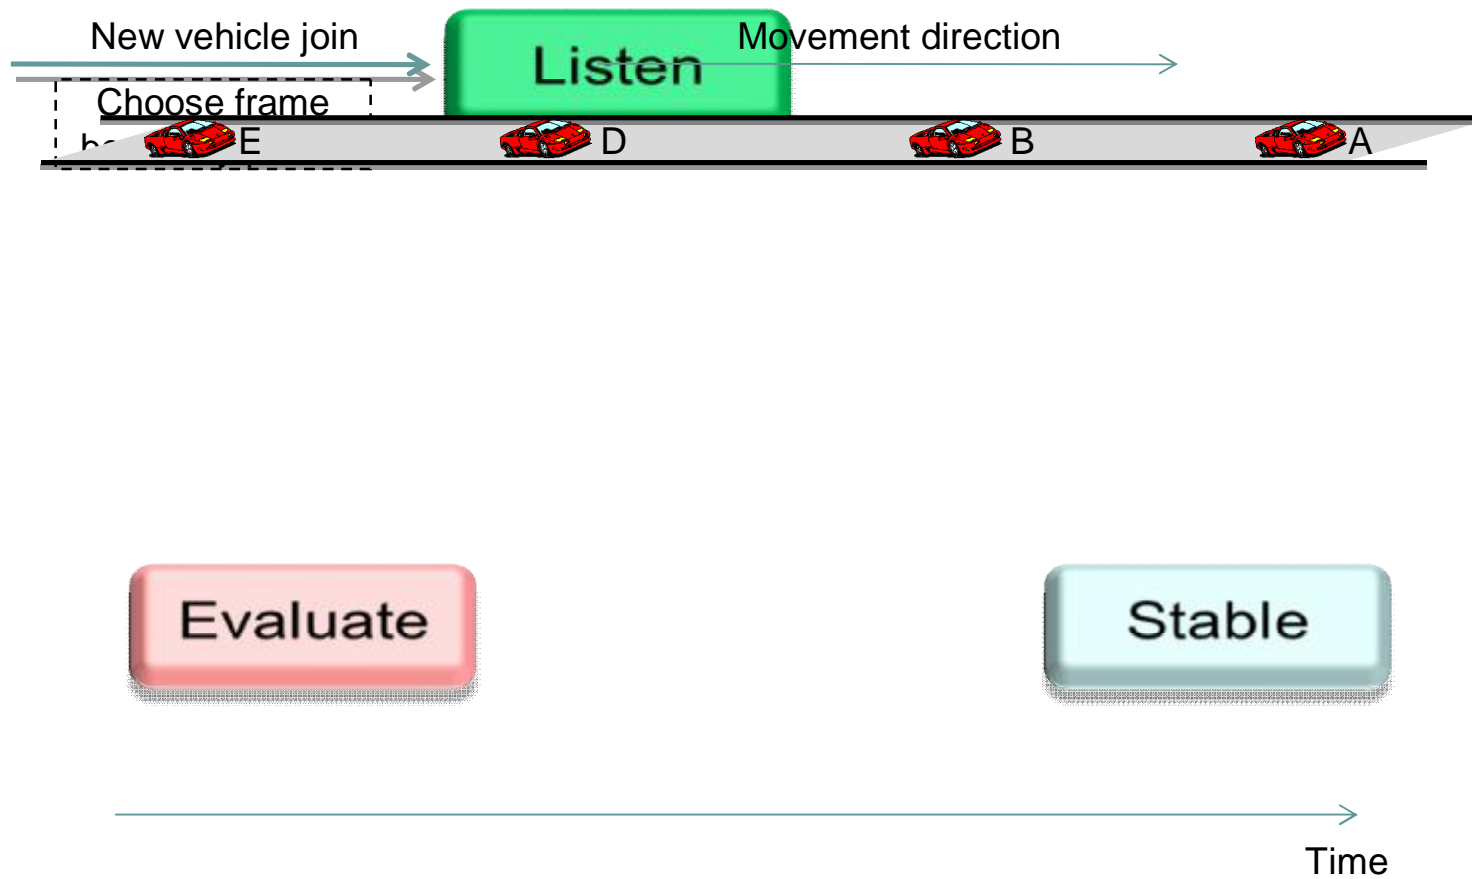 New vehicle join
Listen
Movement direction
Choose frame
E
D
B
A
Evaluate
Stable
Time